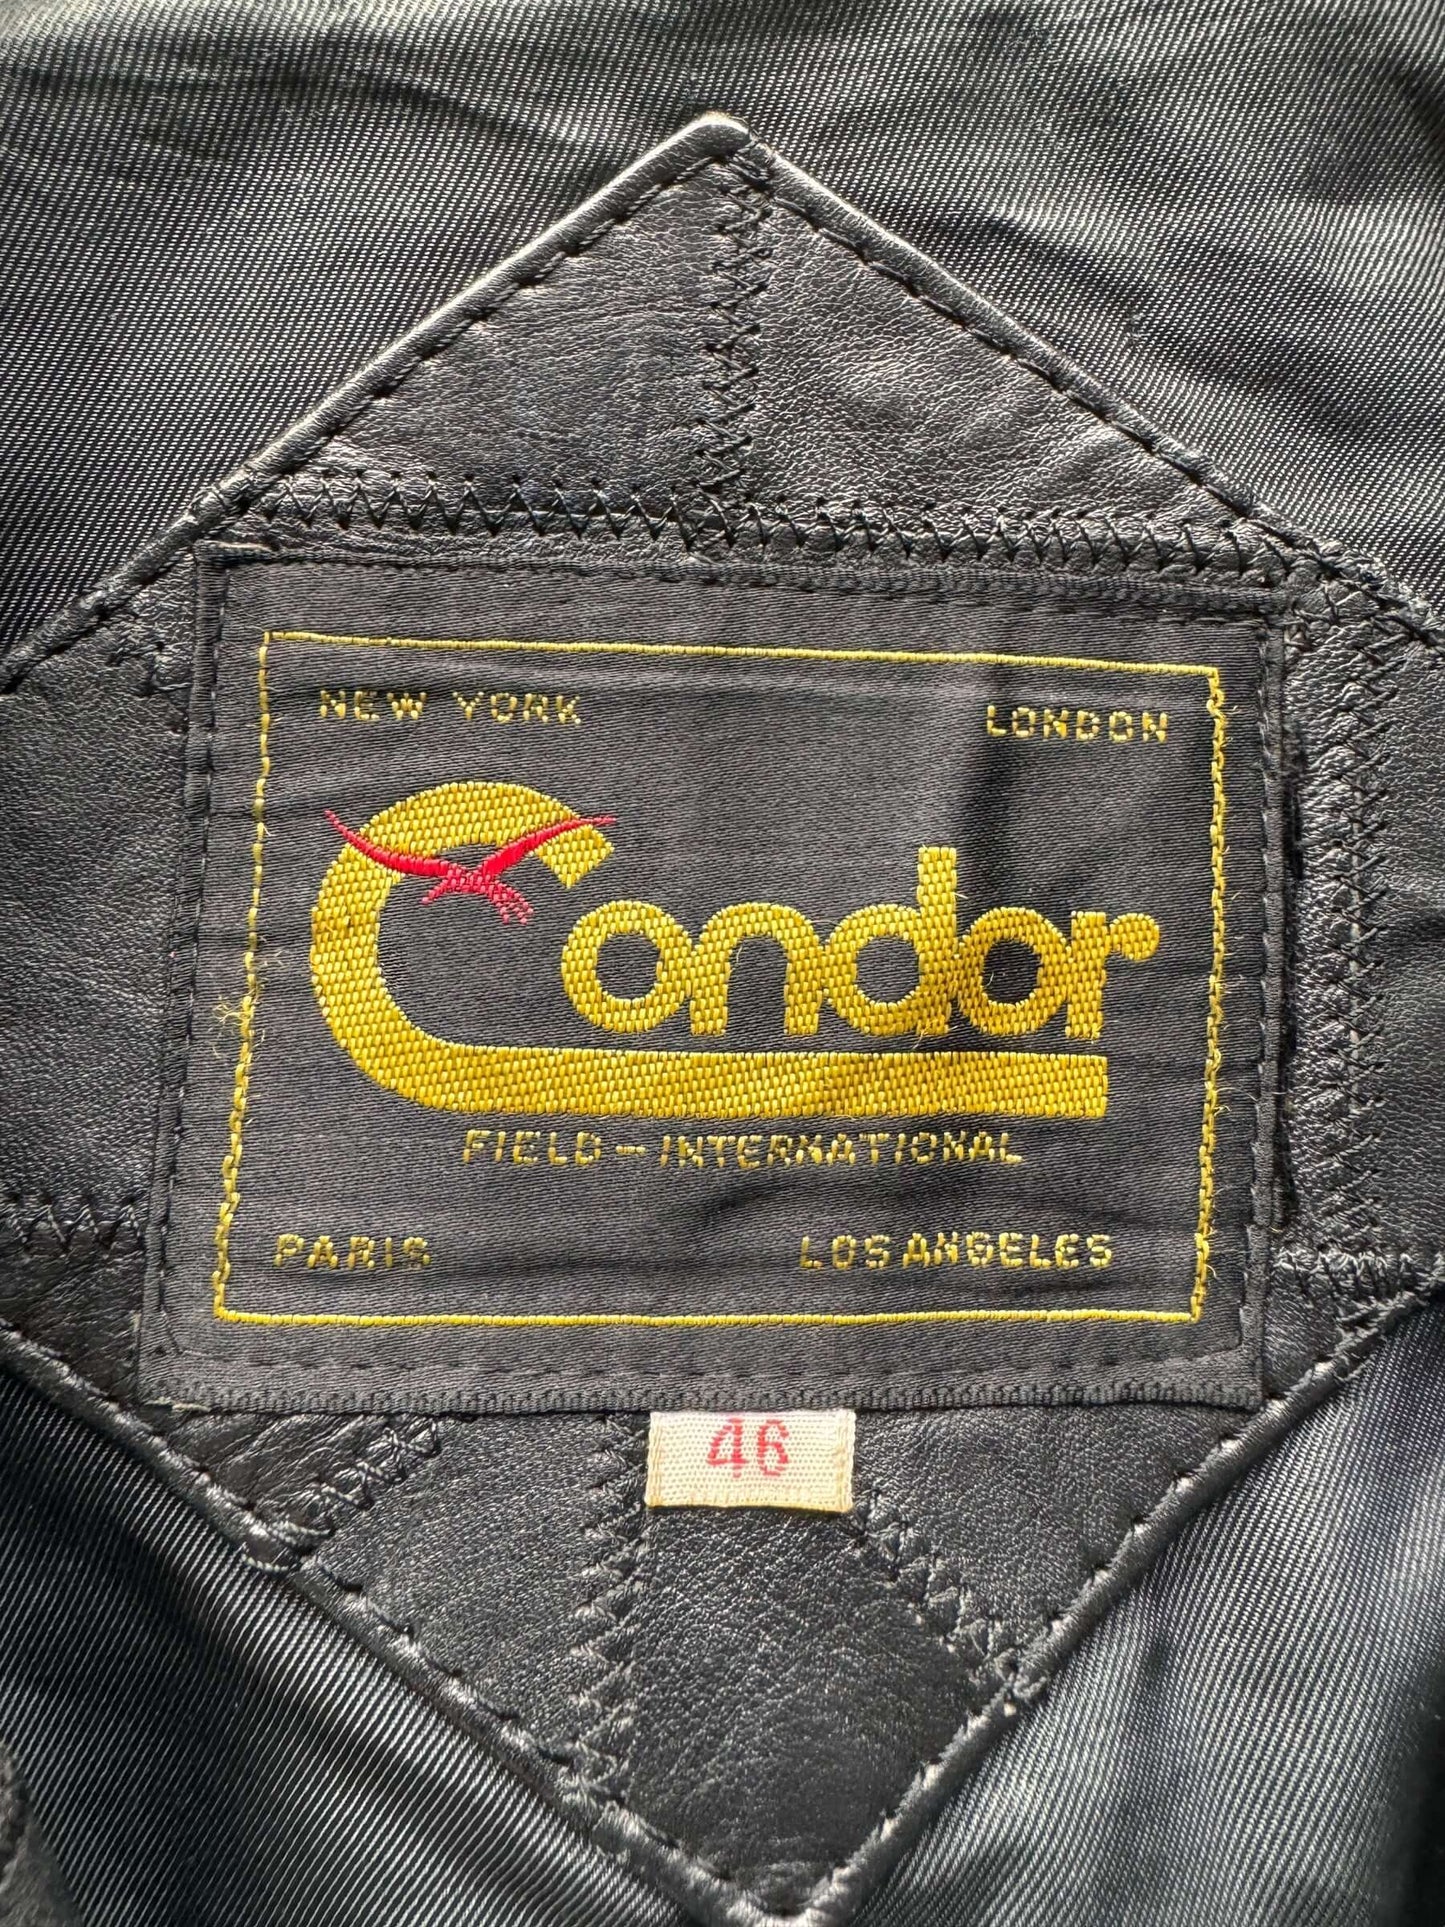 NEW YORK LONDON
Condor
FIELD-INTERNATIONAL
PARIS LOS ANGELES
46